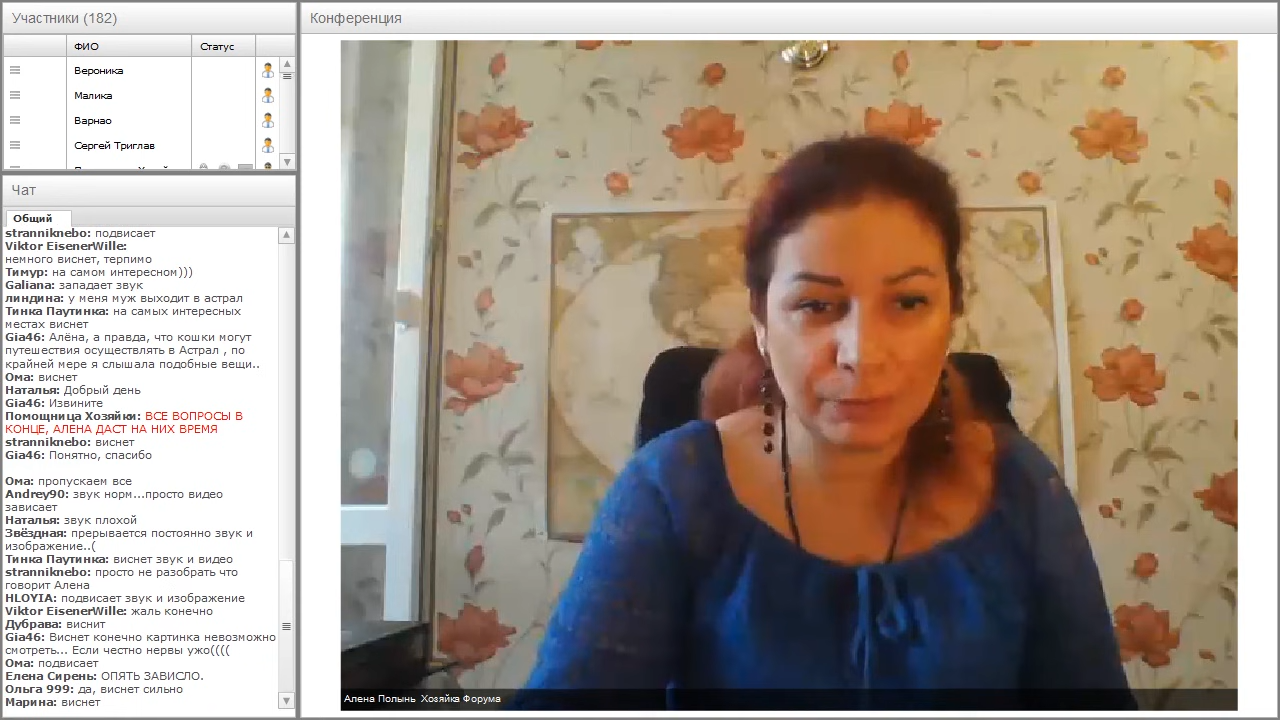 Участники (182)
ФИО
Статус
Веда
Малика
Варнао
Сергей Триглав
Чат
Общий
stranniknebo: подвисает
Viktor EisenerWille:
немного виснет, тапимо
Тимур: на самом интересном)))
Galiana: западает звук
линдина: у меня кот выходит в астрал
Тинка Паутинка: на самых интересных
местах виснет
Gia46: Алёна, а правда, что кошки могут
путешествия осуществлять в Астрал , по
крайней мере я слышала подобные вещи..
Ома: виснет
Наталья: Добрый день
Gia46: Извините
Помощница Хозяйки: ВСЕ ВОПРОСЫ В
КОНЦЕ, АЛЕНА ДАСТ НА НИХ ВРЕМЯ
stranniknebo: виснет
Gia46: Понятно, спасибо
Ома: пропускаем все
Andrey90: звук норм...просто видео
зависает
Наталья: звук плохой
Звёздная: прерывается постоянно звук и
изображение..(
Тинка Паутинка: виснет звук и видео
stranniknebo: просто не разобрать что
говорит Алена
HLOYIA: подвисает звук и изображение
Viktor EisenerWille: жаль конечно
Дубрава: виснит
Gia46: Виснет конечно картинка невозможно
смотреть... Если честно нервы ужо((((
Ома: подвисает
Елена Сирень: ОПЯТЬ ЗАВИСЛО.
Ольга 999: да, виснет сильно
Марина: виснет
Конференция
Алена Полынь Хозяйка Форума